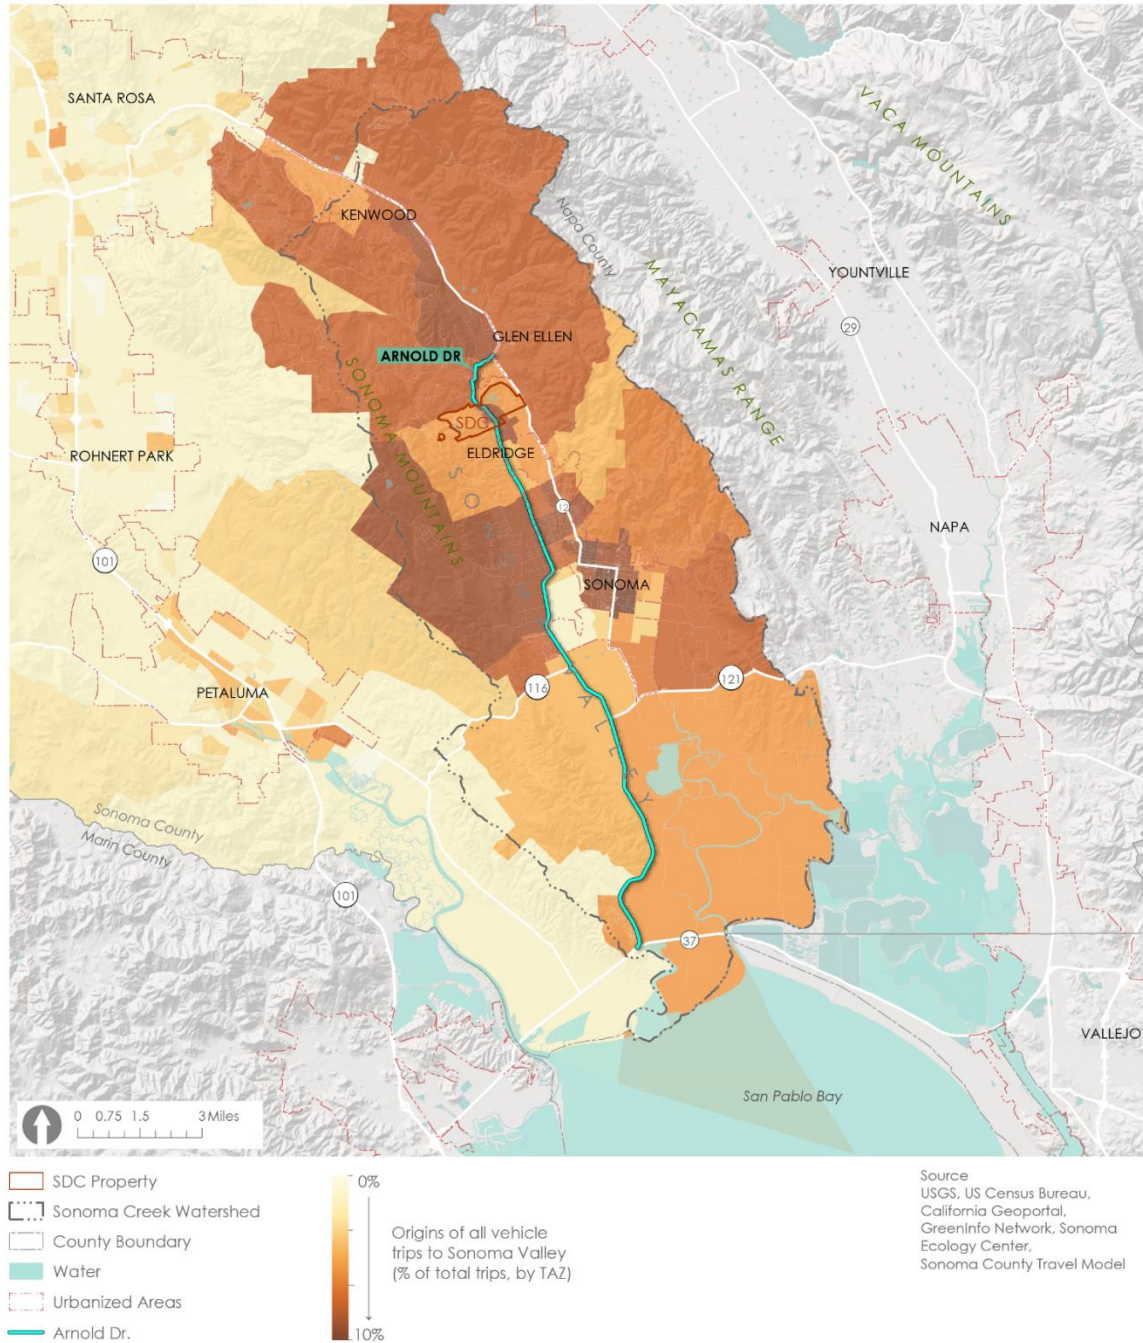 SANTA ROSA
VACA MOUNTAINS
KENWOOD
Napa County
MAYACAMAS RANGE
YOUNTVILLE
29
GLEN ELLEN
ARNOLD DR
SONOMA MOUNTAINS
SDC
ROHNERT PARK
ELDRIDGE
12
NAPA
101
SONOMA
SONOMA VALLEY
116
121
PETALUMA
Sonoma County
Marin County
101
37
VALLEJO
San Pablo Bay
0 0.75 1.5 3 Miles
SDC Property
Sonoma Creek Watershed
County Boundary
Water
Urbanized Areas
Arnold Dr.
0%
Origins of all vehicle
trips to Sonoma Valley
(% of total trips, by TAZ)
10%
Source
USGS, US Census Bureau,
California Geoportal,
GreenInfo Network, Sonoma
Ecology Center,
Sonoma County Travel Model